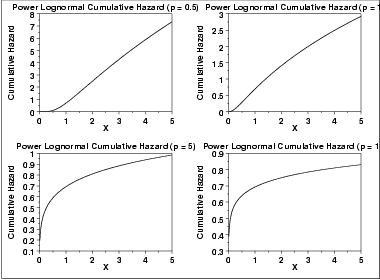 Power Lognormal Cumulative Hazard (p = 0.5)
8
7
6
5
4
3
2
1
0
Cumulative Hazard
0 1 2 3 4 5
X
Power Lognormal Cumulative Hazard (p = 1
3
2.5
2
1.5
1
0.5
0
Cumulative Hazard
0 1 2 3 4 5
X
Power Lognormal Cumulative Hazard (p = 5)
1
0.9
0.8
0.7
0.6
0.5
0.4
0.3
0.2
0.1
Cumulative Hazard
0 1 2 3 4 5
X
Power Lognormal Cumulative Hazard (p = 1
0.9
0.8
0.7
0.6
0.5
0.4
0.3
Cumulative Hazard
0 1 2 3 4 5
X